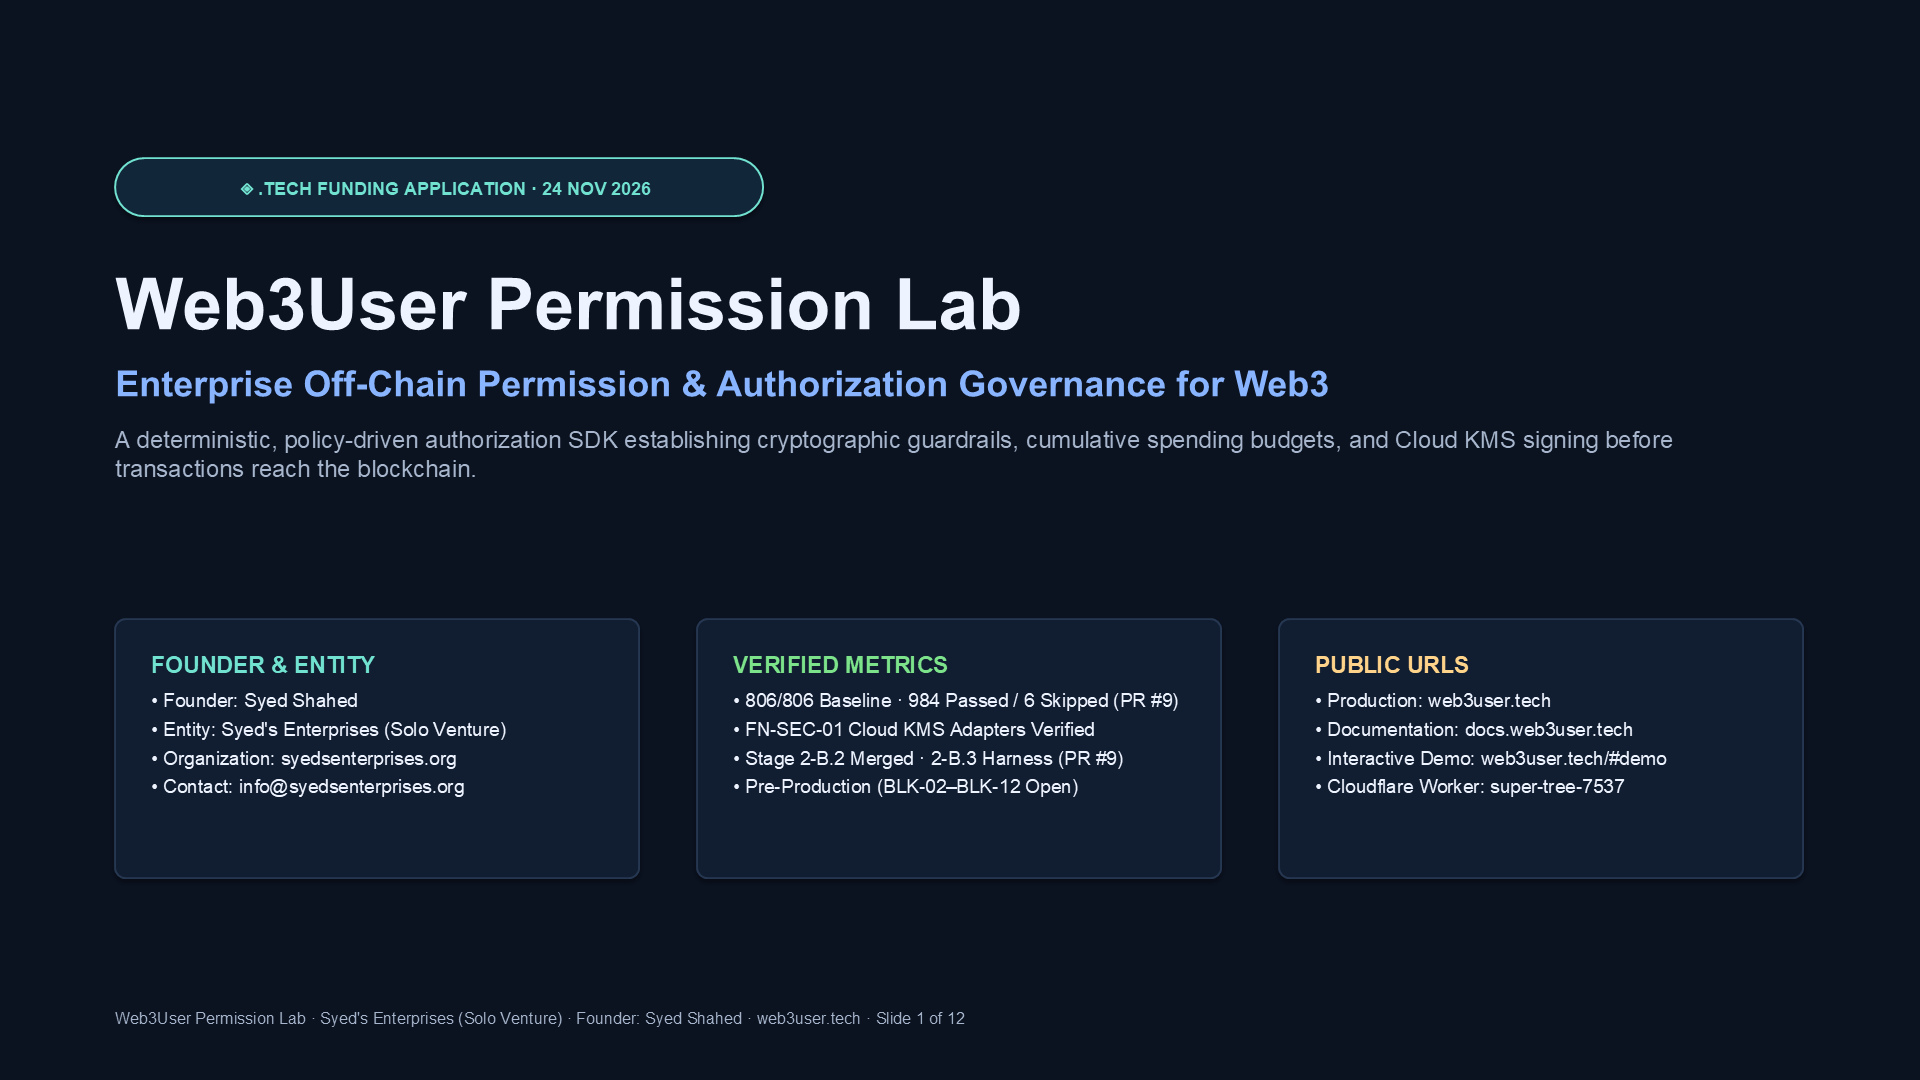 ◈ .TECH FUNDING APPLICATION · 24 NOV 2026
Web3User Permission Lab
Enterprise Off-Chain Permission & Authorization Governance for Web3
A deterministic, policy-driven authorization SDK establishing cryptographic guardrails, cumulative spending budgets, and Cloud KMS signing before
transactions reach the blockchain.
FOUNDER & ENTITY
• Founder: Syed Shahed
• Entity: Syed's Enterprises (Solo Venture)
• Organization: syedsenterprises.org
• Contact: info@syedsenterprises.org
VERIFIED METRICS
• 806/806 Baseline · 984 Passed / 6 Skipped (PR #9)
• FN-SEC-01 Cloud KMS Adapters Verified
• Stage 2-B.2 Merged · 2-B.3 Harness (PR #9)
• Pre-Production (BLK-02–BLK-12 Open)
PUBLIC URLS
• Production: web3user.tech
• Documentation: docs.web3user.tech
• Interactive Demo: web3user.tech/#demo
• Cloudflare Worker: super-tree-7537
Web3User Permission Lab · Syed's Enterprises (Solo Venture) · Founder: Syed Shahed · web3user.tech · Slide 1 of 12